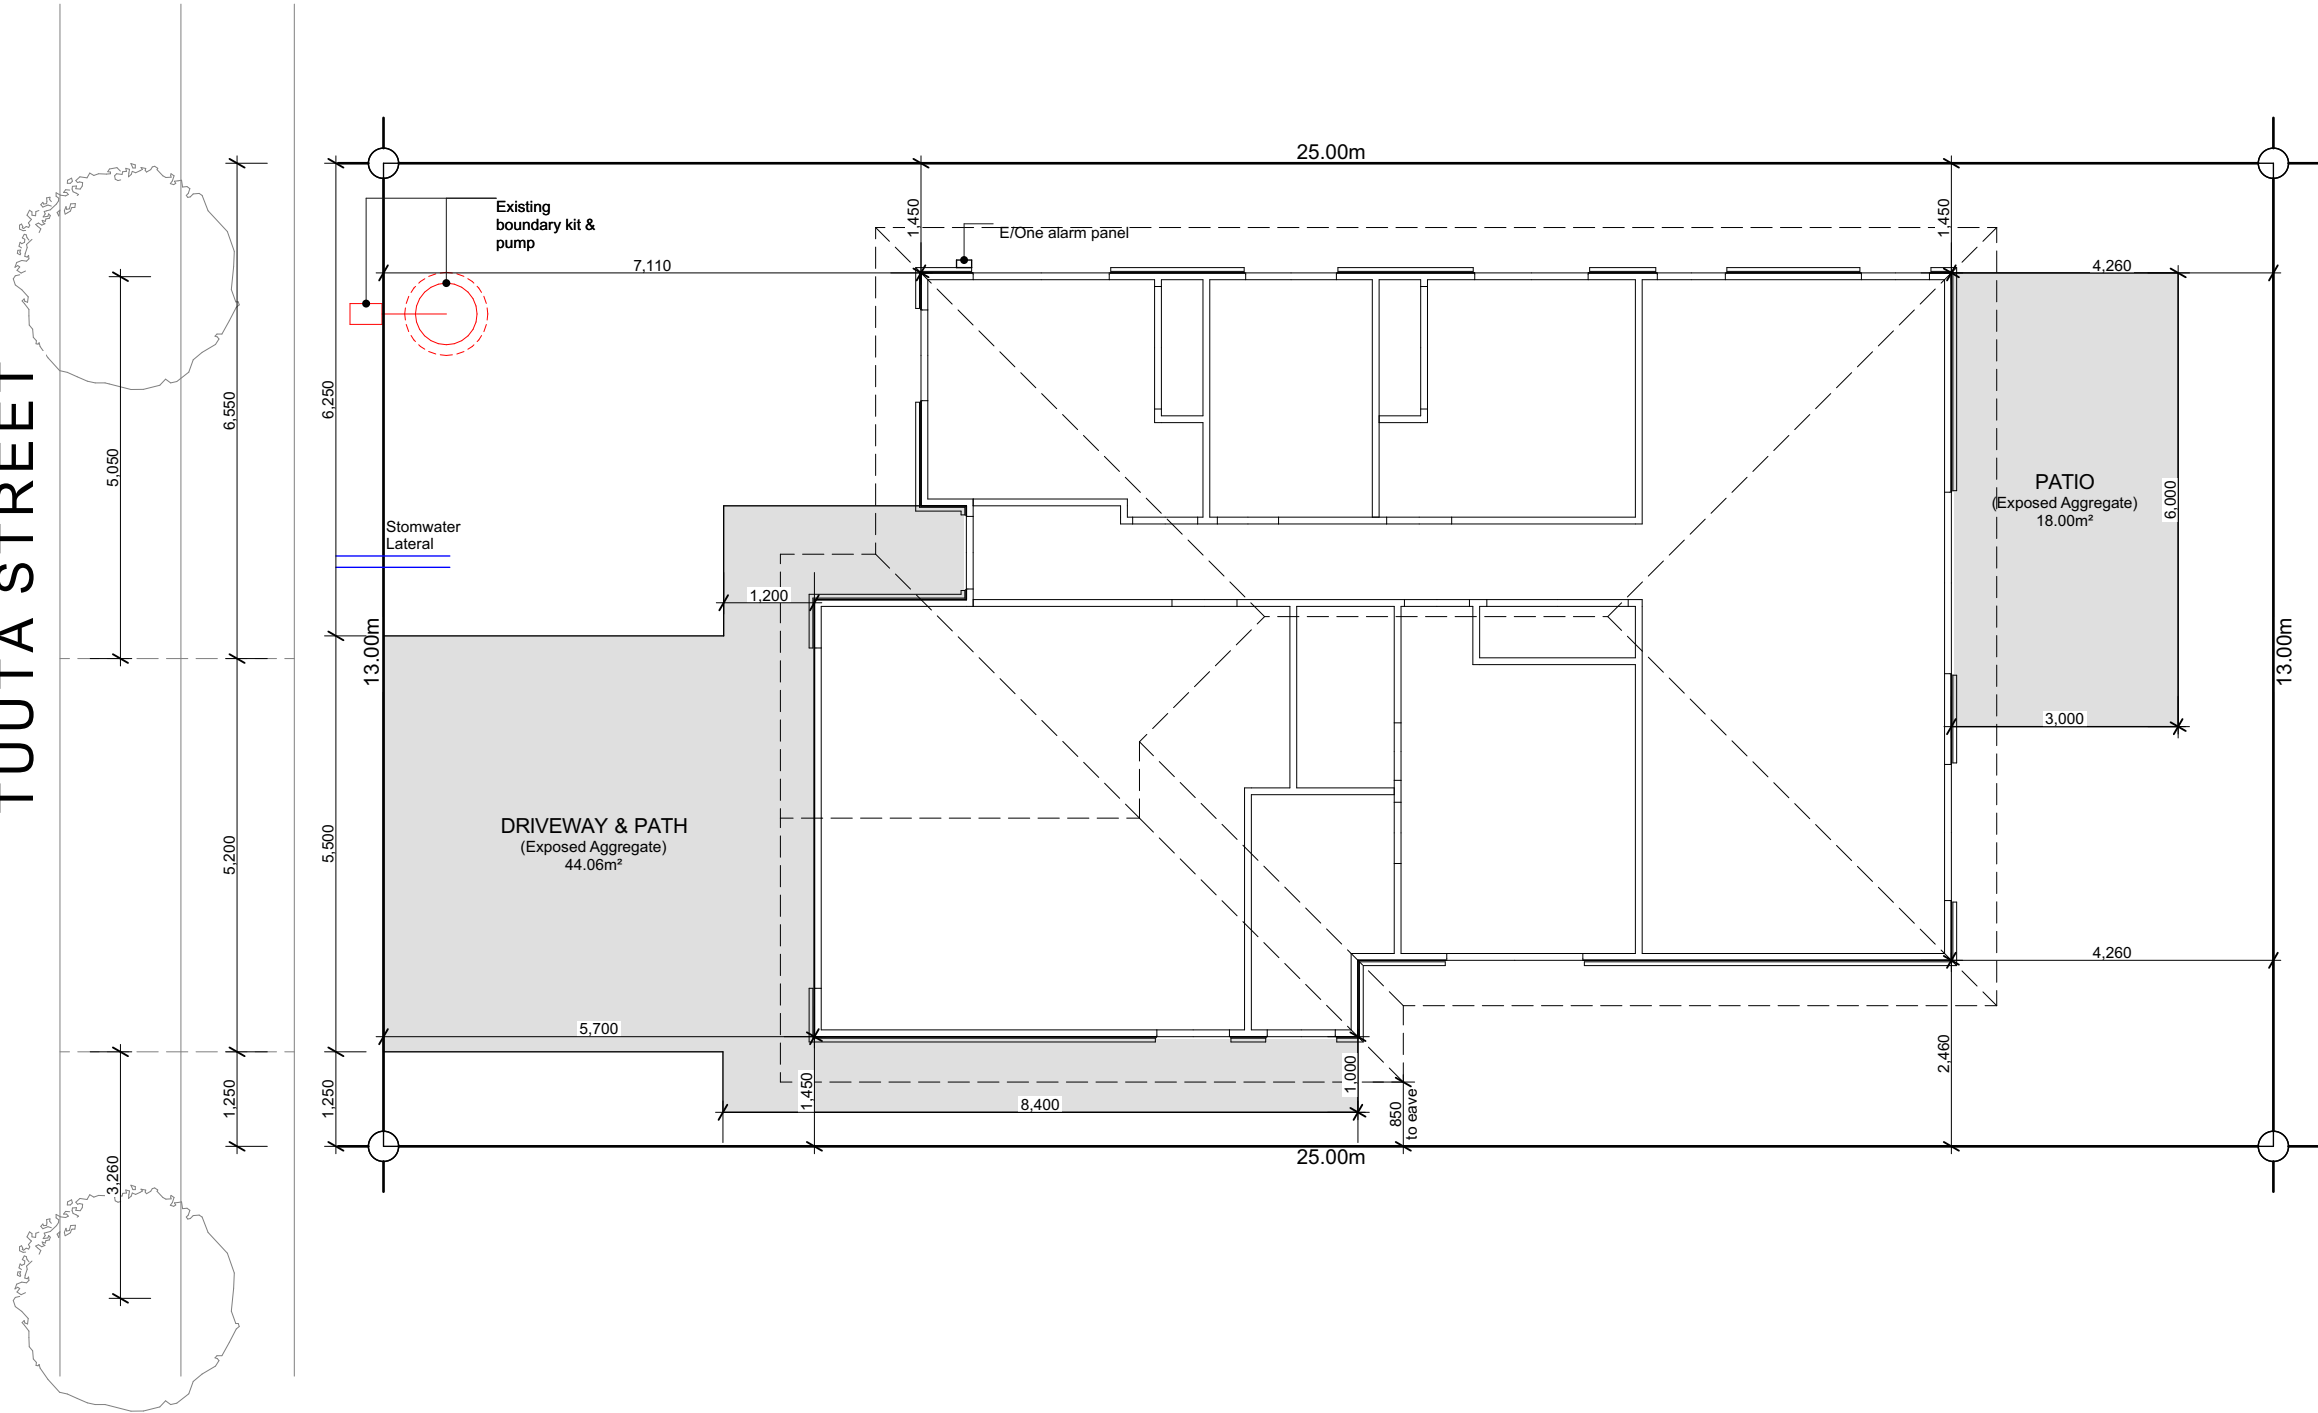 TUUTA STREET
25.00m
Existing
boundary kit &
pump
1,450
E/One alarm panel
1,450
7,110
4,260
6,550
6,250
5,050
Stomwater
Lateral
PATIO
(Exposed Aggregate)
18.00m²
6,000
1,200
13.00m
13.00m
3,000
DRIVEWAY & PATH
(Exposed Aggregate)
44.06m²
5,200
5,500
4,260
5,700
1,250
1,250
1,450
8,400
1,000
850
to eave
2,460
3,260
25.00m